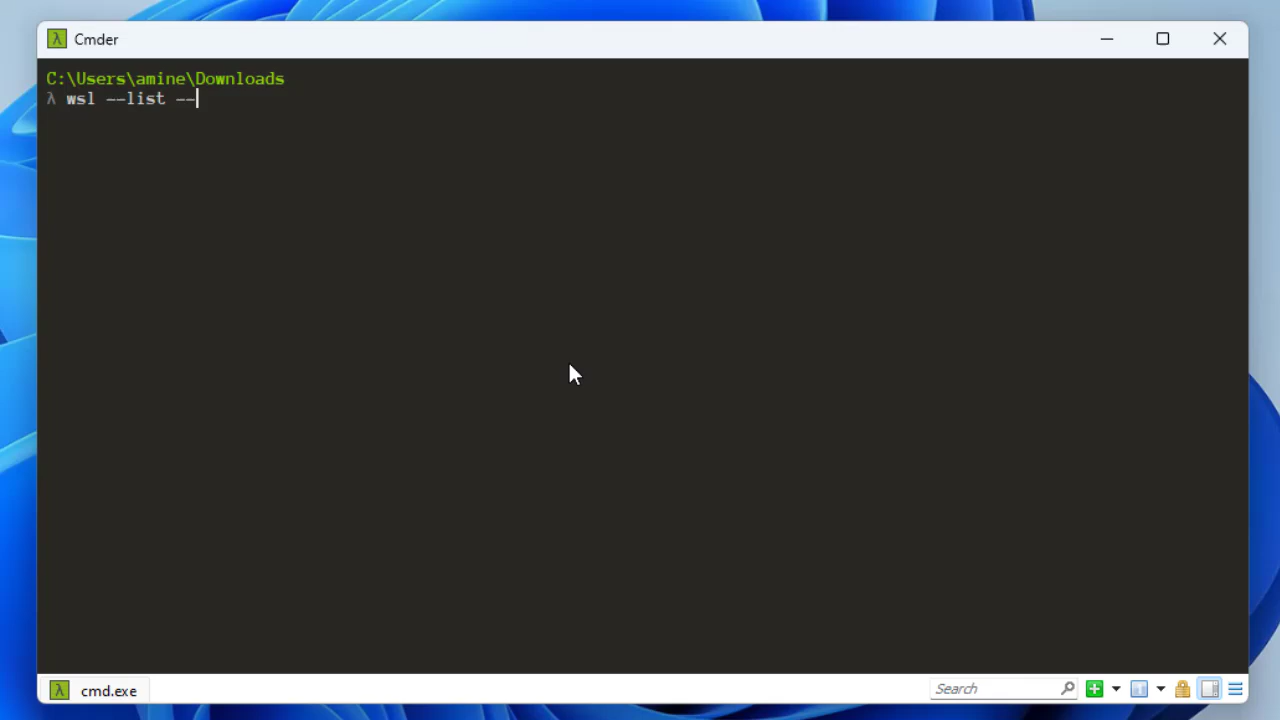 Cmder
C:\Users\amine\Downloads
λ wsl --list --
cmd.exe
Search